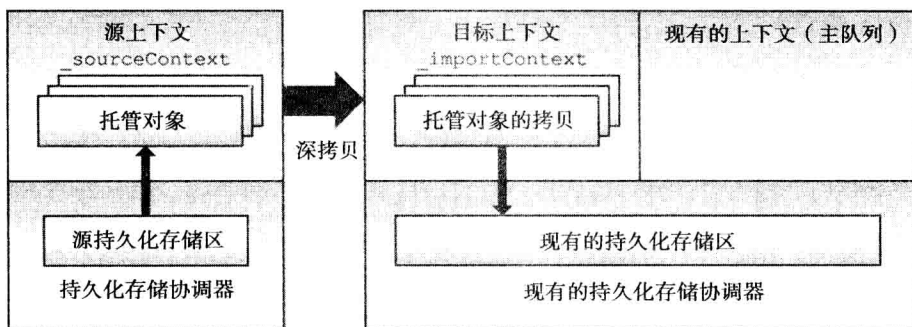 源上下文
_sourceContext
托管对象
深拷贝
源持久化存储区
持久化存储协调器
目标上下文
_importContext
托管对象的拷贝
现有的上下文（主队列）
现有的持久化存储区
现有的持久化存储协调器